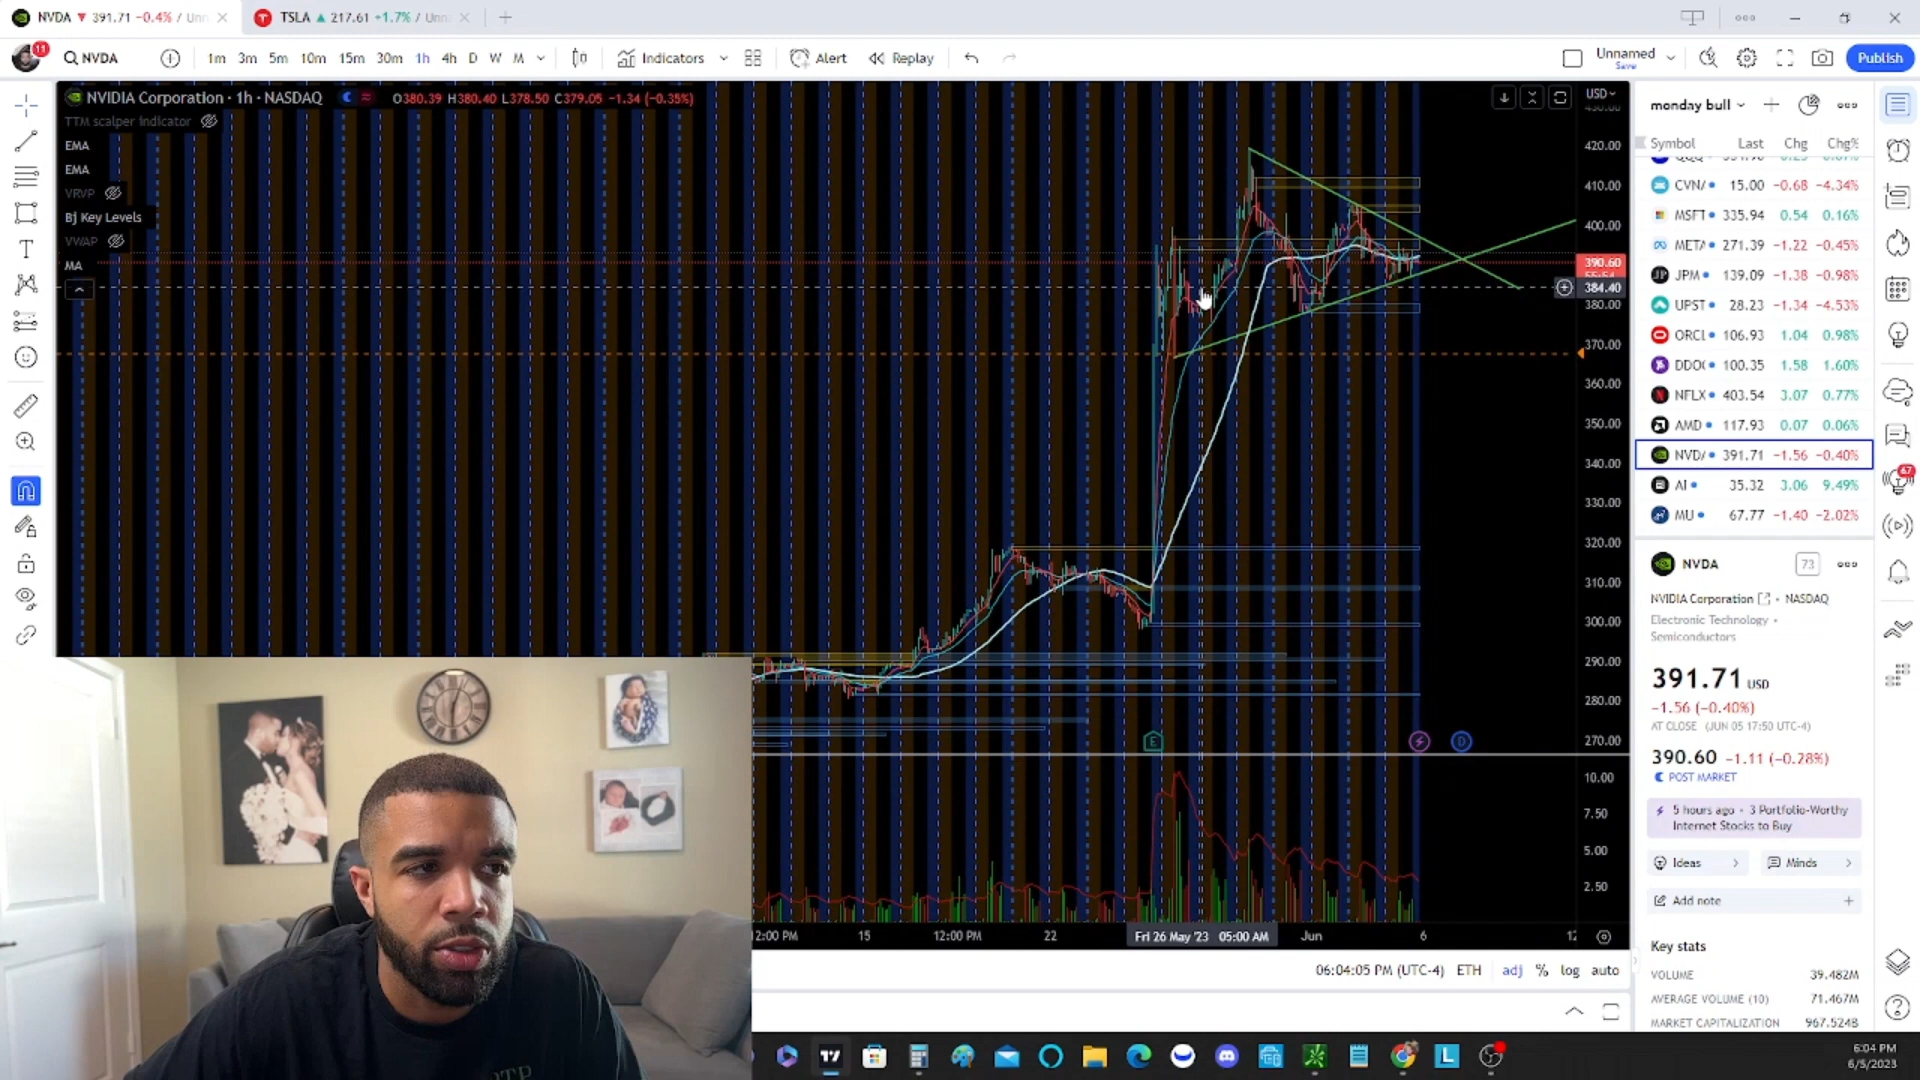 NVDA ▼ 391.71 −0.4% / Unn
TSLA ▲ 217.61 +1.7% / Unn
11
NVDA
1m 3m 5m 10m 15m 30m 1h 4h D W M
Indicators
Alert
Replay
Unnamed
Save
Publish
NVIDIA Corporation · 1h · NASDAQ
O380.39 H380.40 L378.50 C379.05 −1.34 (−0.35%)
TTM scalper indicator
EMA
EMA
VRVP
Bj Key Levels
VWAP
MA
USD
420.00
410.00
400.00
390.60
55:54
384.40
380.00
370.00
360.00
350.00
340.00
330.00
320.00
310.00
300.00
290.00
280.00
270.00
10.00
7.50
5.00
2.50
E
D
12:00 PM 15 12:00 PM 22 Fri 26 May '23 05:00 AM Jun 6 12
06:04:05 PM (UTC-4) ETH adj % log auto
monday bull
Symbol Last Chg Chg%
CVNA 15.00 −0.68 −4.34%
MSFT 335.94 0.54 0.16%
META 271.39 −1.22 −0.45%
JPM 139.09 −1.38 −0.98%
UPST 28.23 −1.34 −4.53%
ORCL 106.93 1.04 0.98%
DDOG 100.35 1.58 1.60%
NFLX 403.54 3.07 0.77%
AMD 117.93 0.07 0.06%
NVDA 391.71 −1.56 −0.40%
AI 35.32 3.06 9.49%
MU 67.77 −1.40 −2.02%
67
NVDA
73
NVIDIA Corporation · NASDAQ
Electronic Technology ·
Semiconductors
391.71 USD
−1.56 (−0.40%)
AT CLOSE (JUN 05 17:50 UTC-4)
390.60 −1.11 (−0.28%)
POST MARKET
5 hours ago · 3 Portfolio-Worthy
Internet Stocks to Buy
Ideas
Minds
Add note
Key stats
VOLUME 39.482M
AVERAGE VOLUME (10) 71.467M
MARKET CAPITALIZATION 967.524B
6:04 PM
6/5/2023